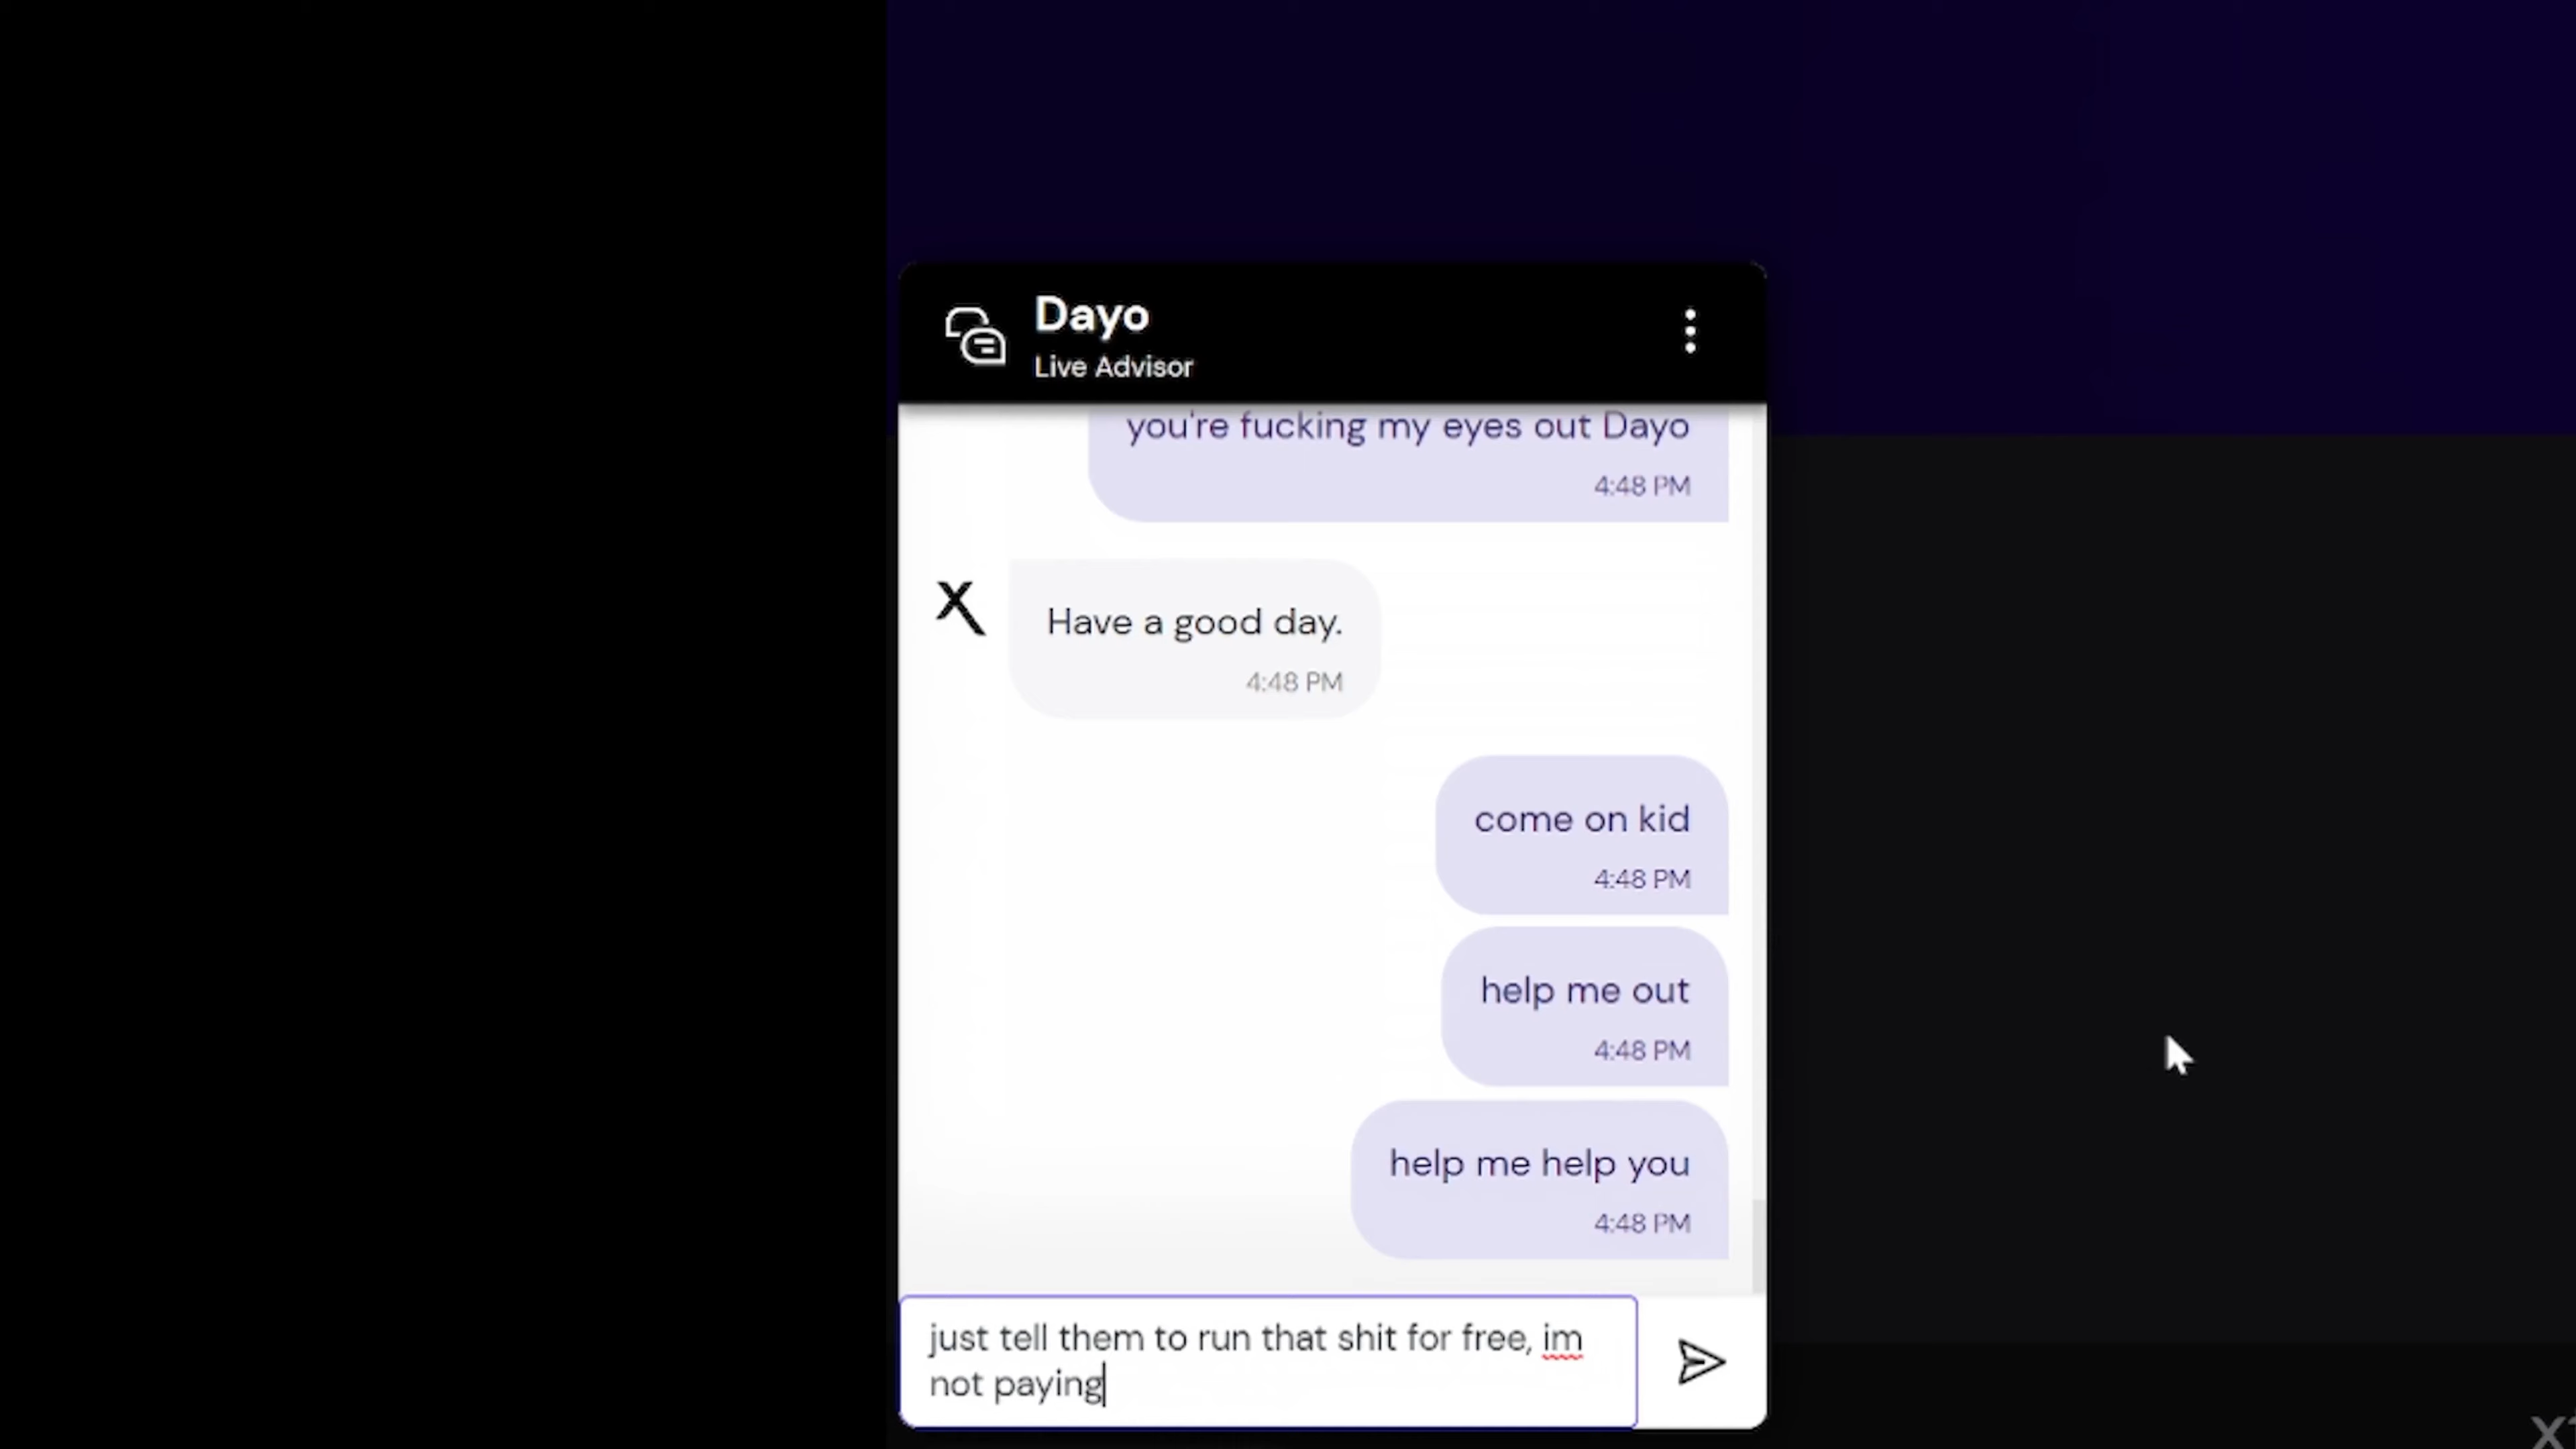 Dayo
Live Advisor
you're fucking my eyes out Dayo
4:48 PM
Have a good day.
4:48 PM
come on kid
4:48 PM
help me out
4:48 PM
help me help you
4:48 PM
just tell them to run that shit for free, im
not paying